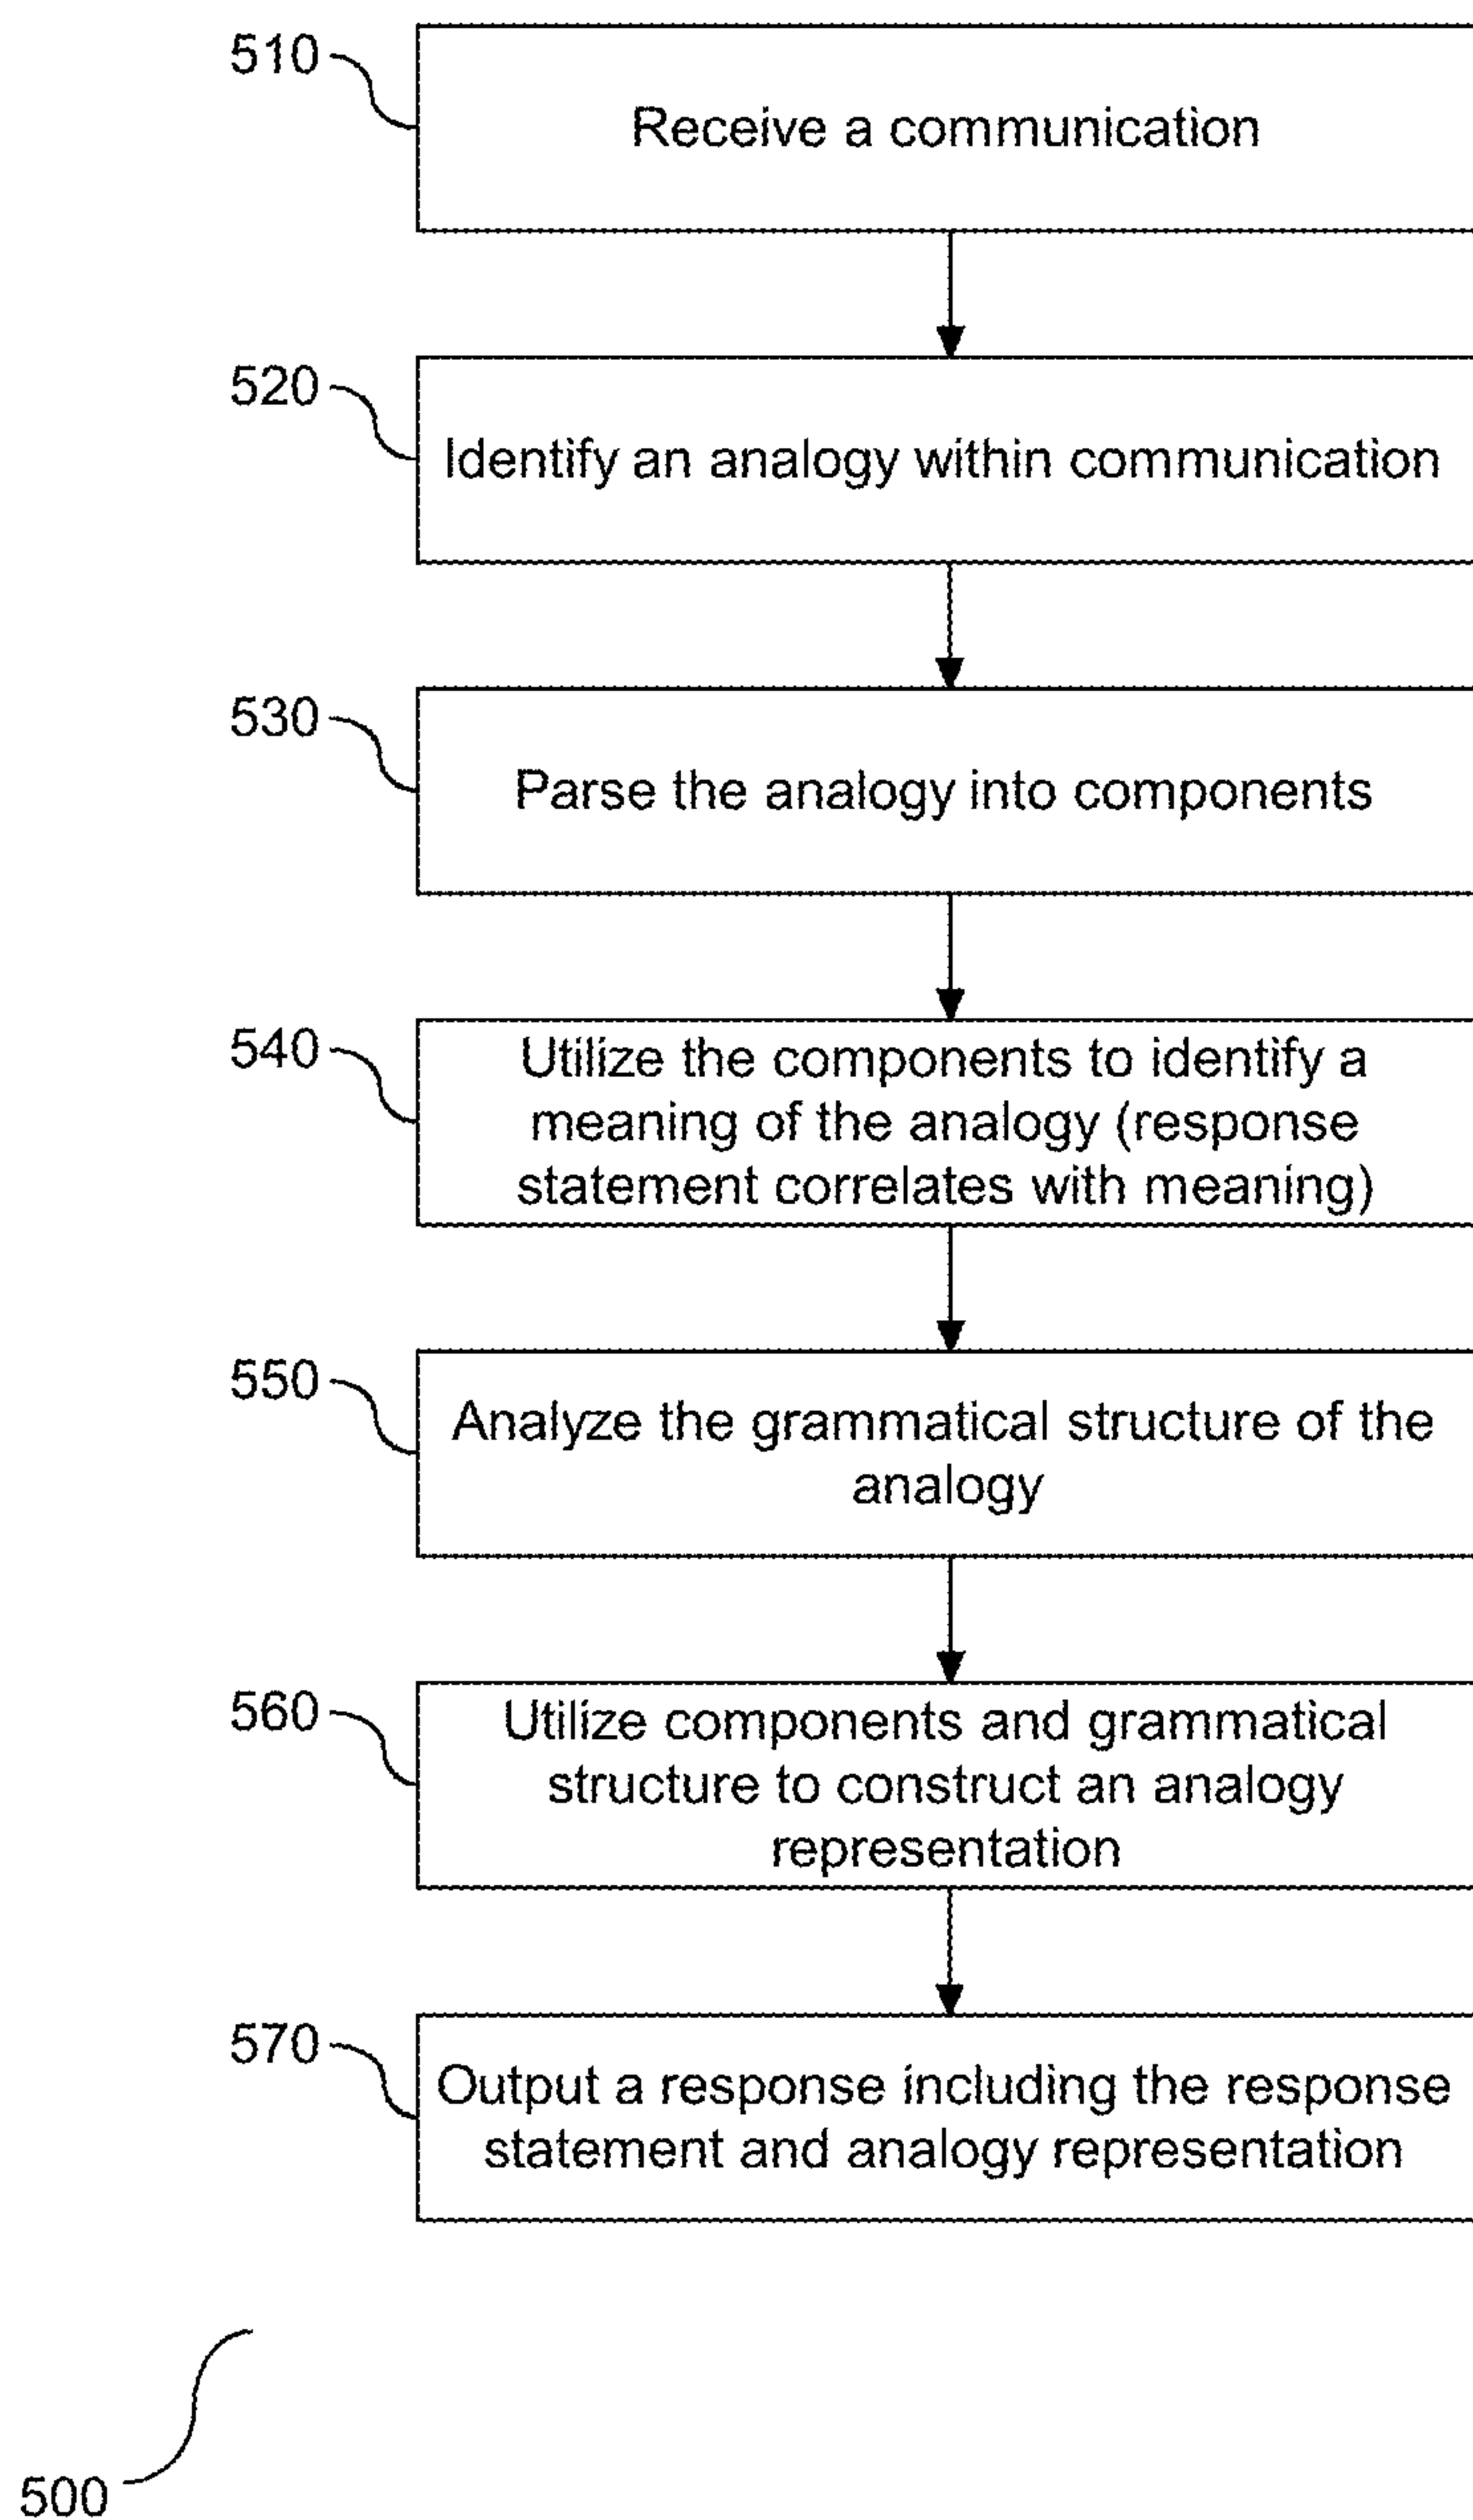 510
Receive a communication
520
Identify an analogy within communication
530
Parse the analogy into components
540
Utilize the components to identify a
meaning of the analogy (response
statement correlates with meaning)
550
Analyze the grammatical structure of the
analogy
560
Utilize components and grammatical
structure to construct an analogy
representation
570
Output a response including the response
statement and analogy representation
500